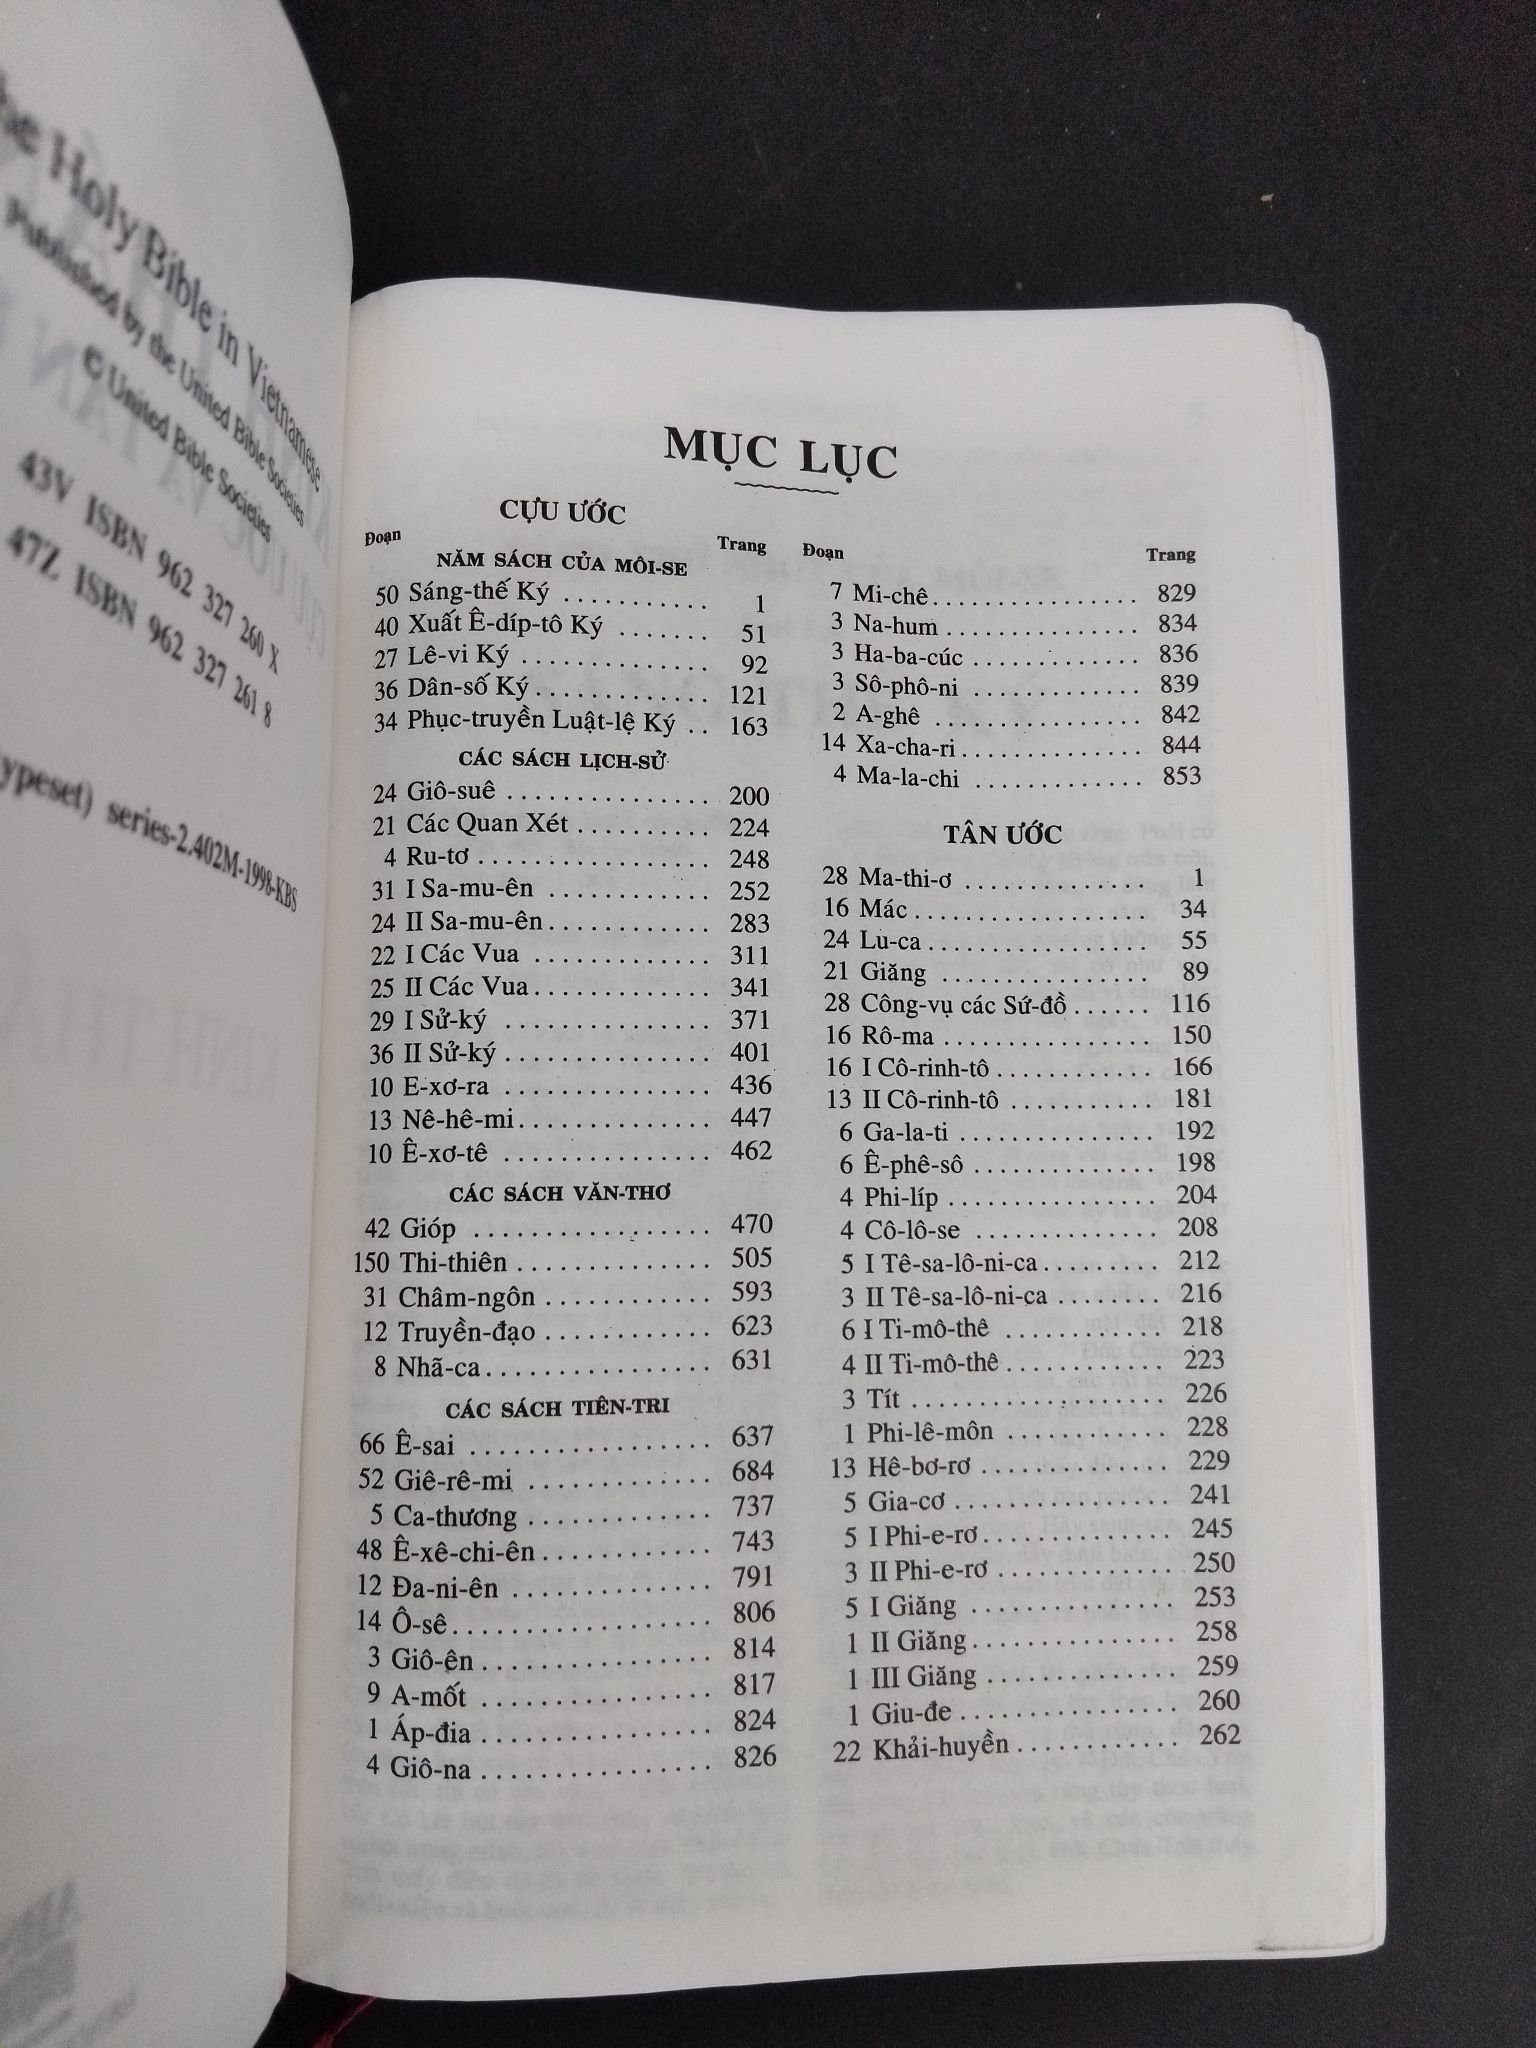 Holy Bible in Vietnamese
Published by the United Bible Societies
© United Bible Societies
43V ISBN 962 327 260 X
47Z ISBN 962 327 261 8
series-2.402M-1998-KBS
MỤC LỤC
CỰU ƯỚC
Đoạn Trang
NĂM SÁCH CỦA MÔI-SE
50 Sáng-thế Ký . . . . . . . . . . . 1
40 Xuất Ê-díp-tô Ký . . . . . . . 51
27 Lê-vi Ký . . . . . . . . . . . . . . 92
36 Dân-số Ký . . . . . . . . . . . . . 121
34 Phục-truyền Luật-lệ Ký . . 163
CÁC SÁCH LỊCH-SỬ
24 Giô-suê . . . . . . . . . . . . . . . 200
21 Các Quan Xét . . . . . . . . . . 224
4 Ru-tơ . . . . . . . . . . . . . . . . . 248
31 I Sa-mu-ên . . . . . . . . . . . . 252
24 II Sa-mu-ên . . . . . . . . . . . . 283
22 I Các Vua . . . . . . . . . . . . . 311
25 II Các Vua . . . . . . . . . . . . . 341
29 I Sử-ký . . . . . . . . . . . . . . . 371
36 II Sử-ký . . . . . . . . . . . . . . . 401
10 E-xơ-ra . . . . . . . . . . . . . . . 436
13 Nê-hê-mi . . . . . . . . . . . . . . 447
10 Ê-xơ-tê . . . . . . . . . . . . . . . 462
CÁC SÁCH VĂN-THƠ
42 Gióp . . . . . . . . . . . . . . . . . 470
150 Thi-thiên . . . . . . . . . . . . . . 505
31 Châm-ngôn . . . . . . . . . . . . 593
12 Truyền-đạo . . . . . . . . . . . . 623
8 Nhã-ca . . . . . . . . . . . . . . . . 631
CÁC SÁCH TIÊN-TRI
66 Ê-sai . . . . . . . . . . . . . . . . . 637
52 Giê-rê-mi . . . . . . . . . . . . . 684
5 Ca-thương . . . . . . . . . . . . . 737
48 Ê-xê-chi-ên . . . . . . . . . . . . 743
12 Đa-ni-ên . . . . . . . . . . . . . . 791
14 Ô-sê . . . . . . . . . . . . . . . . . . 806
3 Giô-ên . . . . . . . . . . . . . . . . 814
9 A-mốt . . . . . . . . . . . . . . . . 817
1 Áp-đia . . . . . . . . . . . . . . . . 824
4 Giô-na . . . . . . . . . . . . . . . . 826
Đoạn Trang
7 Mi-chê . . . . . . . . . . . . . . . . 829
3 Na-hum . . . . . . . . . . . . . . . 834
3 Ha-ba-cúc . . . . . . . . . . . . . 836
3 Sô-phô-ni . . . . . . . . . . . . . 839
2 A-ghê . . . . . . . . . . . . . . . . 842
14 Xa-cha-ri . . . . . . . . . . . . . . 844
4 Ma-la-chi . . . . . . . . . . . . . 853
TÂN ƯỚC
28 Ma-thi-ơ . . . . . . . . . . . . . . 1
16 Mác . . . . . . . . . . . . . . . . . . 34
24 Lu-ca . . . . . . . . . . . . . . . . . 55
21 Giăng . . . . . . . . . . . . . . . . 89
28 Công-vụ các Sứ-đồ . . . . . . 116
16 Rô-ma . . . . . . . . . . . . . . . . 150
16 I Cô-rinh-tô . . . . . . . . . . . . 166
13 II Cô-rinh-tô . . . . . . . . . . . 181
6 Ga-la-ti . . . . . . . . . . . . . . . 192
6 Ê-phê-sô . . . . . . . . . . . . . . 198
4 Phi-líp . . . . . . . . . . . . . . . . 204
4 Cô-lô-se . . . . . . . . . . . . . . 208
5 I Tê-sa-lô-ni-ca . . . . . . . . . 212
3 II Tê-sa-lô-ni-ca . . . . . . . . 216
6 I Ti-mô-thê . . . . . . . . . . . . 218
4 II Ti-mô-thê . . . . . . . . . . . . 223
3 Tít . . . . . . . . . . . . . . . . . . . 226
1 Phi-lê-môn . . . . . . . . . . . . 228
13 Hê-bơ-rơ . . . . . . . . . . . . . . 229
5 Gia-cơ . . . . . . . . . . . . . . . . 241
5 I Phi-e-rơ . . . . . . . . . . . . . . 245
3 II Phi-e-rơ . . . . . . . . . . . . . 250
5 I Giăng . . . . . . . . . . . . . . . 253
1 II Giăng . . . . . . . . . . . . . . . 258
1 III Giăng . . . . . . . . . . . . . . 259
1 Giu-đe . . . . . . . . . . . . . . . . 260
22 Khải-huyền . . . . . . . . . . . . 262